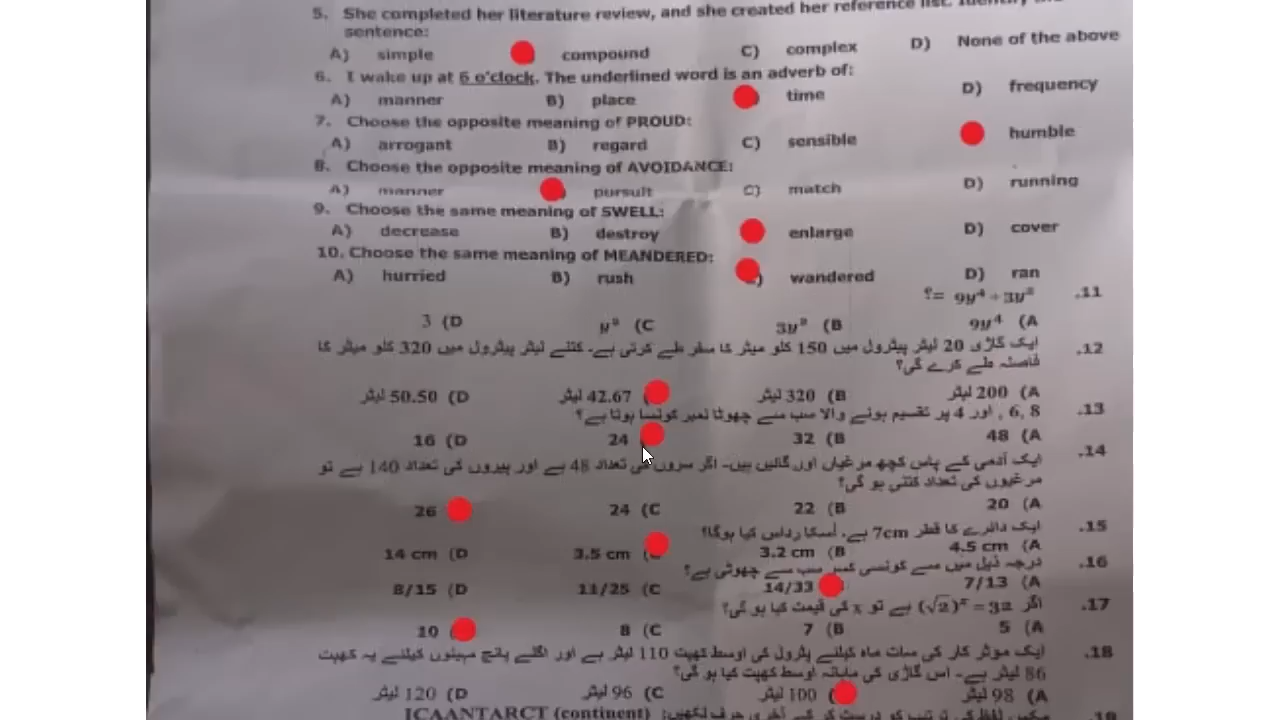 5. She completed her literature review, and she created her reference list. Identify the
sentence:
A) simple compound C) complex D) None of the above
6. I wake up at 6 o'clock. The underlined word is an adverb of:
A) manner B) place time D) frequency
7. Choose the opposite meaning of PROUD:
A) arrogant B) regard C) sensible humble
8. Choose the opposite meaning of AVOIDANCE:
A) manner pursuit C) match D) running
9. Choose the same meaning of SWELL:
A) decrease B) destroy enlarge D) cover
10. Choose the same meaning of MEANDERED:
A) hurried B) rush wandered D) ran
11. 9y⁴ ÷ 3y² =؟
A) 9y⁴ B) 3y² C) y² D) 3
12. ایک گاڑی 20 لیٹر پیٹرول میں 150 کلو میٹر کا سفر طے کرتی ہے۔ کتنے لیٹر پیٹرول میں 320 کلو میٹر کا
فاصلہ طے کرے گی؟
A) 200 لیٹر B) 320 لیٹر 42.67 لیٹر D) 50.50 لیٹر
13. 8 ,6 , اور 4 پر تقسیم ہونے والا سب سے چھوٹا نمبر کونسا ہوتا ہے؟
A) 48 B) 32 24 D) 16
14. ایک آدمی کے پاس کچھ مرغیاں اور گائیں ہیں۔ اگر سروں کی تعداد 48 ہے اور پیروں کی تعداد 140 ہے تو
مرغیوں کی تعداد کتنی ہو گی؟
A) 20 B) 22 C) 24 26
15. ایک دائرے کا قطر 7cm ہے۔ اُسکا رداس کیا ہوگا؟
A) 4.5 cm B) 3.2 cm 3.5 cm D) 14 cm
16. درجہ ذیل میں سے کونسی کسر سب سے چھوٹی ہے؟
A) 7/13 14/33 C) 11/25 D) 8/15
17. اگر (√2)ˣ = 32 ہے تو x کی قیمت کیا ہو گی؟
A) 5 B) 7 C) 8 10
18. ایک موٹر کار کی سات ماہ کیلئے پٹرول کی اوسط کھپت 110 لیٹر ہے اور اگلے پانچ مہینوں کیلئے یہ کھپت
86 لیٹر ہے۔ اس گاڑی کی ماہانہ اوسط کھپت کیا ہو گی؟
A) 98 لیٹر 100 لیٹر C) 96 لیٹر D) 120 لیٹر
19. لفظ کی ترتیب کو درست کر کے آخری حرف لکھیں: ICAANTARCT (continent)